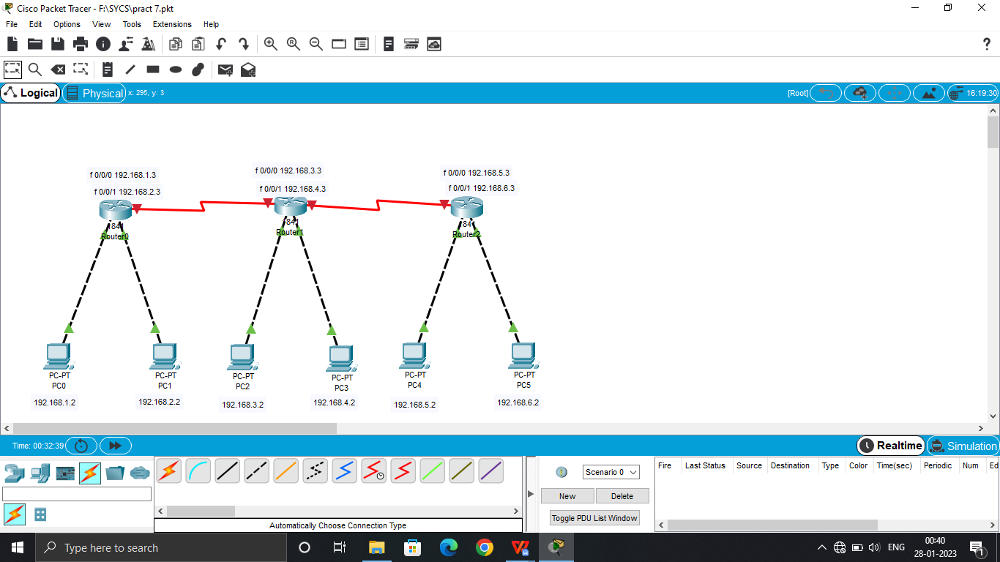 Cisco Packet Tracer - F:\SYCS\pract 7.pkt
File Edit Options View Tools Extensions Help
?
Logical Physical x: 295, y: 3 [Root] 16:19:30
f 0/0/0 192.168.1.3
f 0/0/1 192.168.2.3
f 0/0/0 192.168.3.3
f 0/0/1 192.168.4.3
f 0/0/0 192.168.5.3
f 0/0/1 192.168.6.3
1841
Router0
1841
Router1
1841
Router2
PC-PT
PC0
192.168.1.2
PC-PT
PC1
192.168.2.2
PC-PT
PC2
192.168.3.2
PC-PT
PC3
192.168.4.2
PC-PT
PC4
192.168.5.2
PC-PT
PC5
192.168.6.2
Time: 00:32:39 Realtime Simulation
Scenario 0
New Delete
Toggle PDU List Window
Fire Last Status Source Destination Type Color Time(sec) Periodic Num Ed
Automatically Choose Connection Type
Type here to search
ENG
00:40
28-01-2023
1